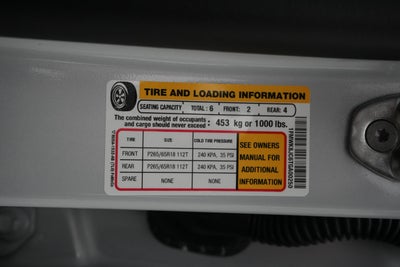 TIRE AND LOADING INFORMATION
SEATING CAPACITY TOTAL : 6 FRONT: 2 REAR: 4
The combined weight of occupants and cargo should never exceed : 453 kg or 1000 lbs.
TIRE SIZE COLD TIRE PRESSURE
FRONT P265/65R18 112T 240 KPA, 35 PSI
REAR P265/65R18 112T 240 KPA, 35 PSI
SPARE NONE NONE
SEE OWNERS
MANUAL FOR
ADDITIONAL
INFORMATION